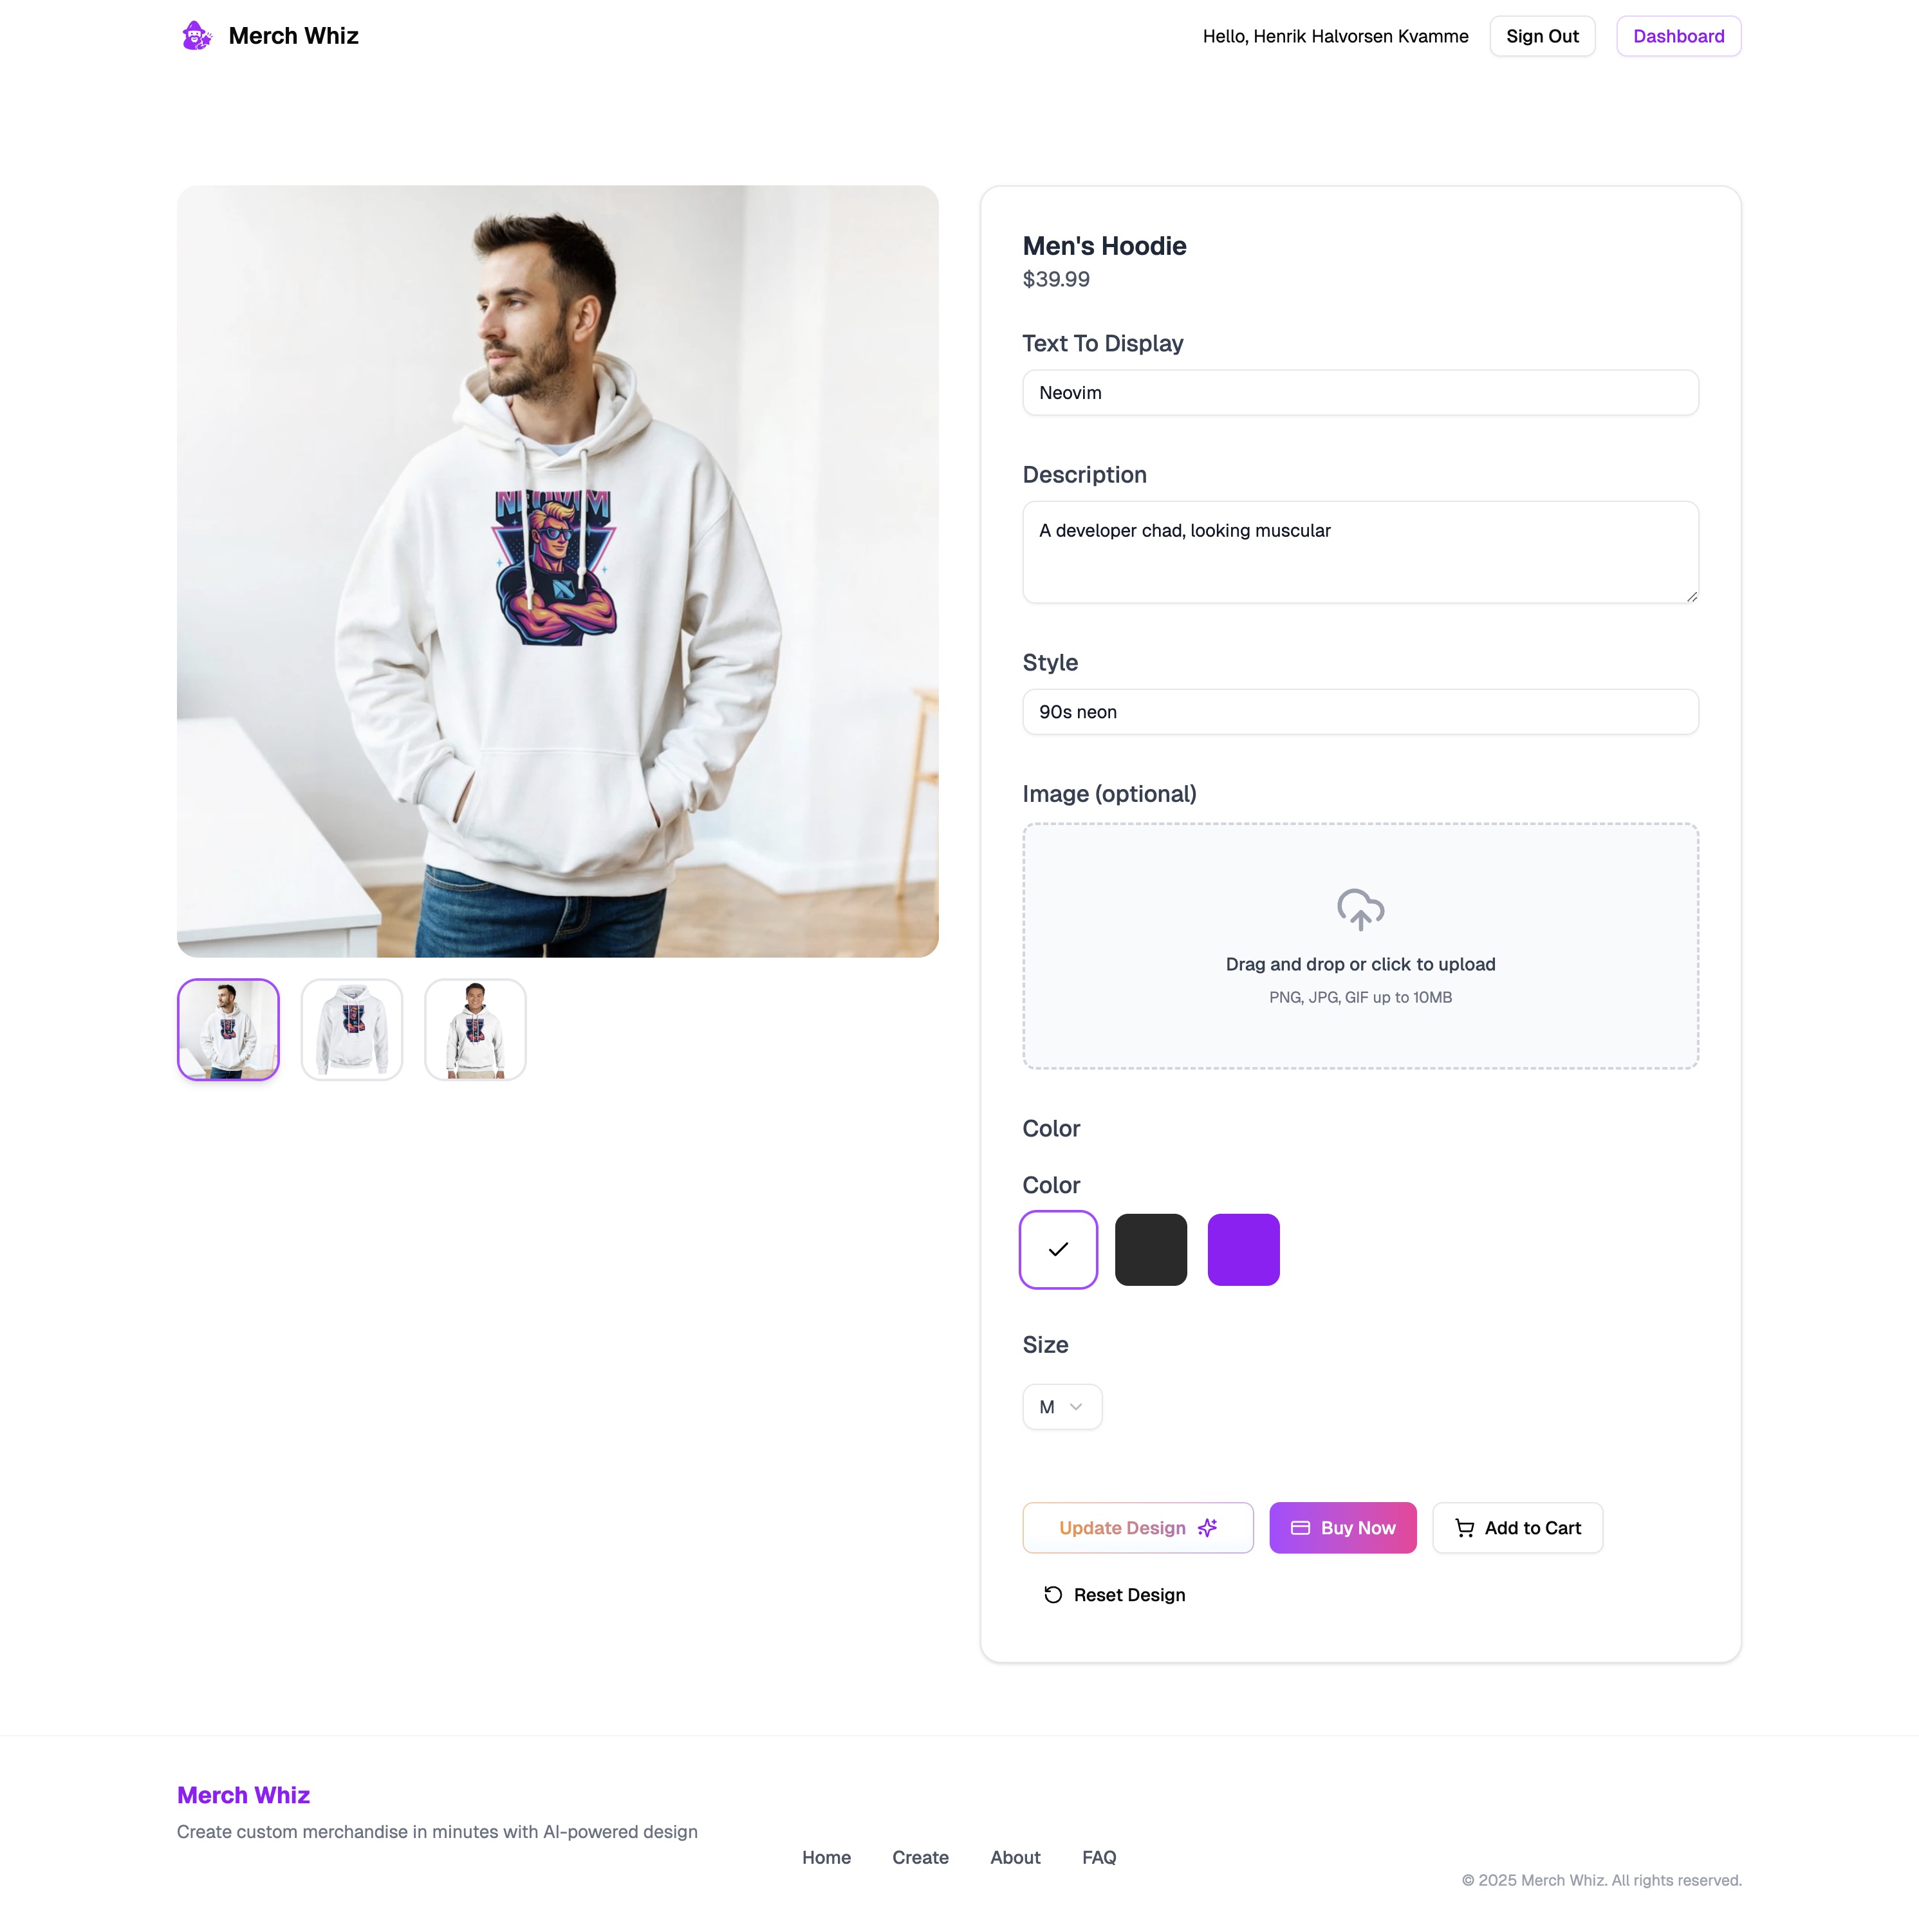 Merch Whiz
Hello, Henrik Halvorsen Kvamme
Sign Out
Dashboard
NEOVIM
Men's Hoodie
$39.99
Text To Display
Neovim
Description
A developer chad, looking muscular
Style
90s neon
Image (optional)
Drag and drop or click to upload
PNG, JPG, GIF up to 10MB
Color
Color
Size
M
Update Design
Buy Now
Add to Cart
Reset Design
Merch Whiz
Create custom merchandise in minutes with AI-powered design
Home
Create
About
FAQ
© 2025 Merch Whiz. All rights reserved.